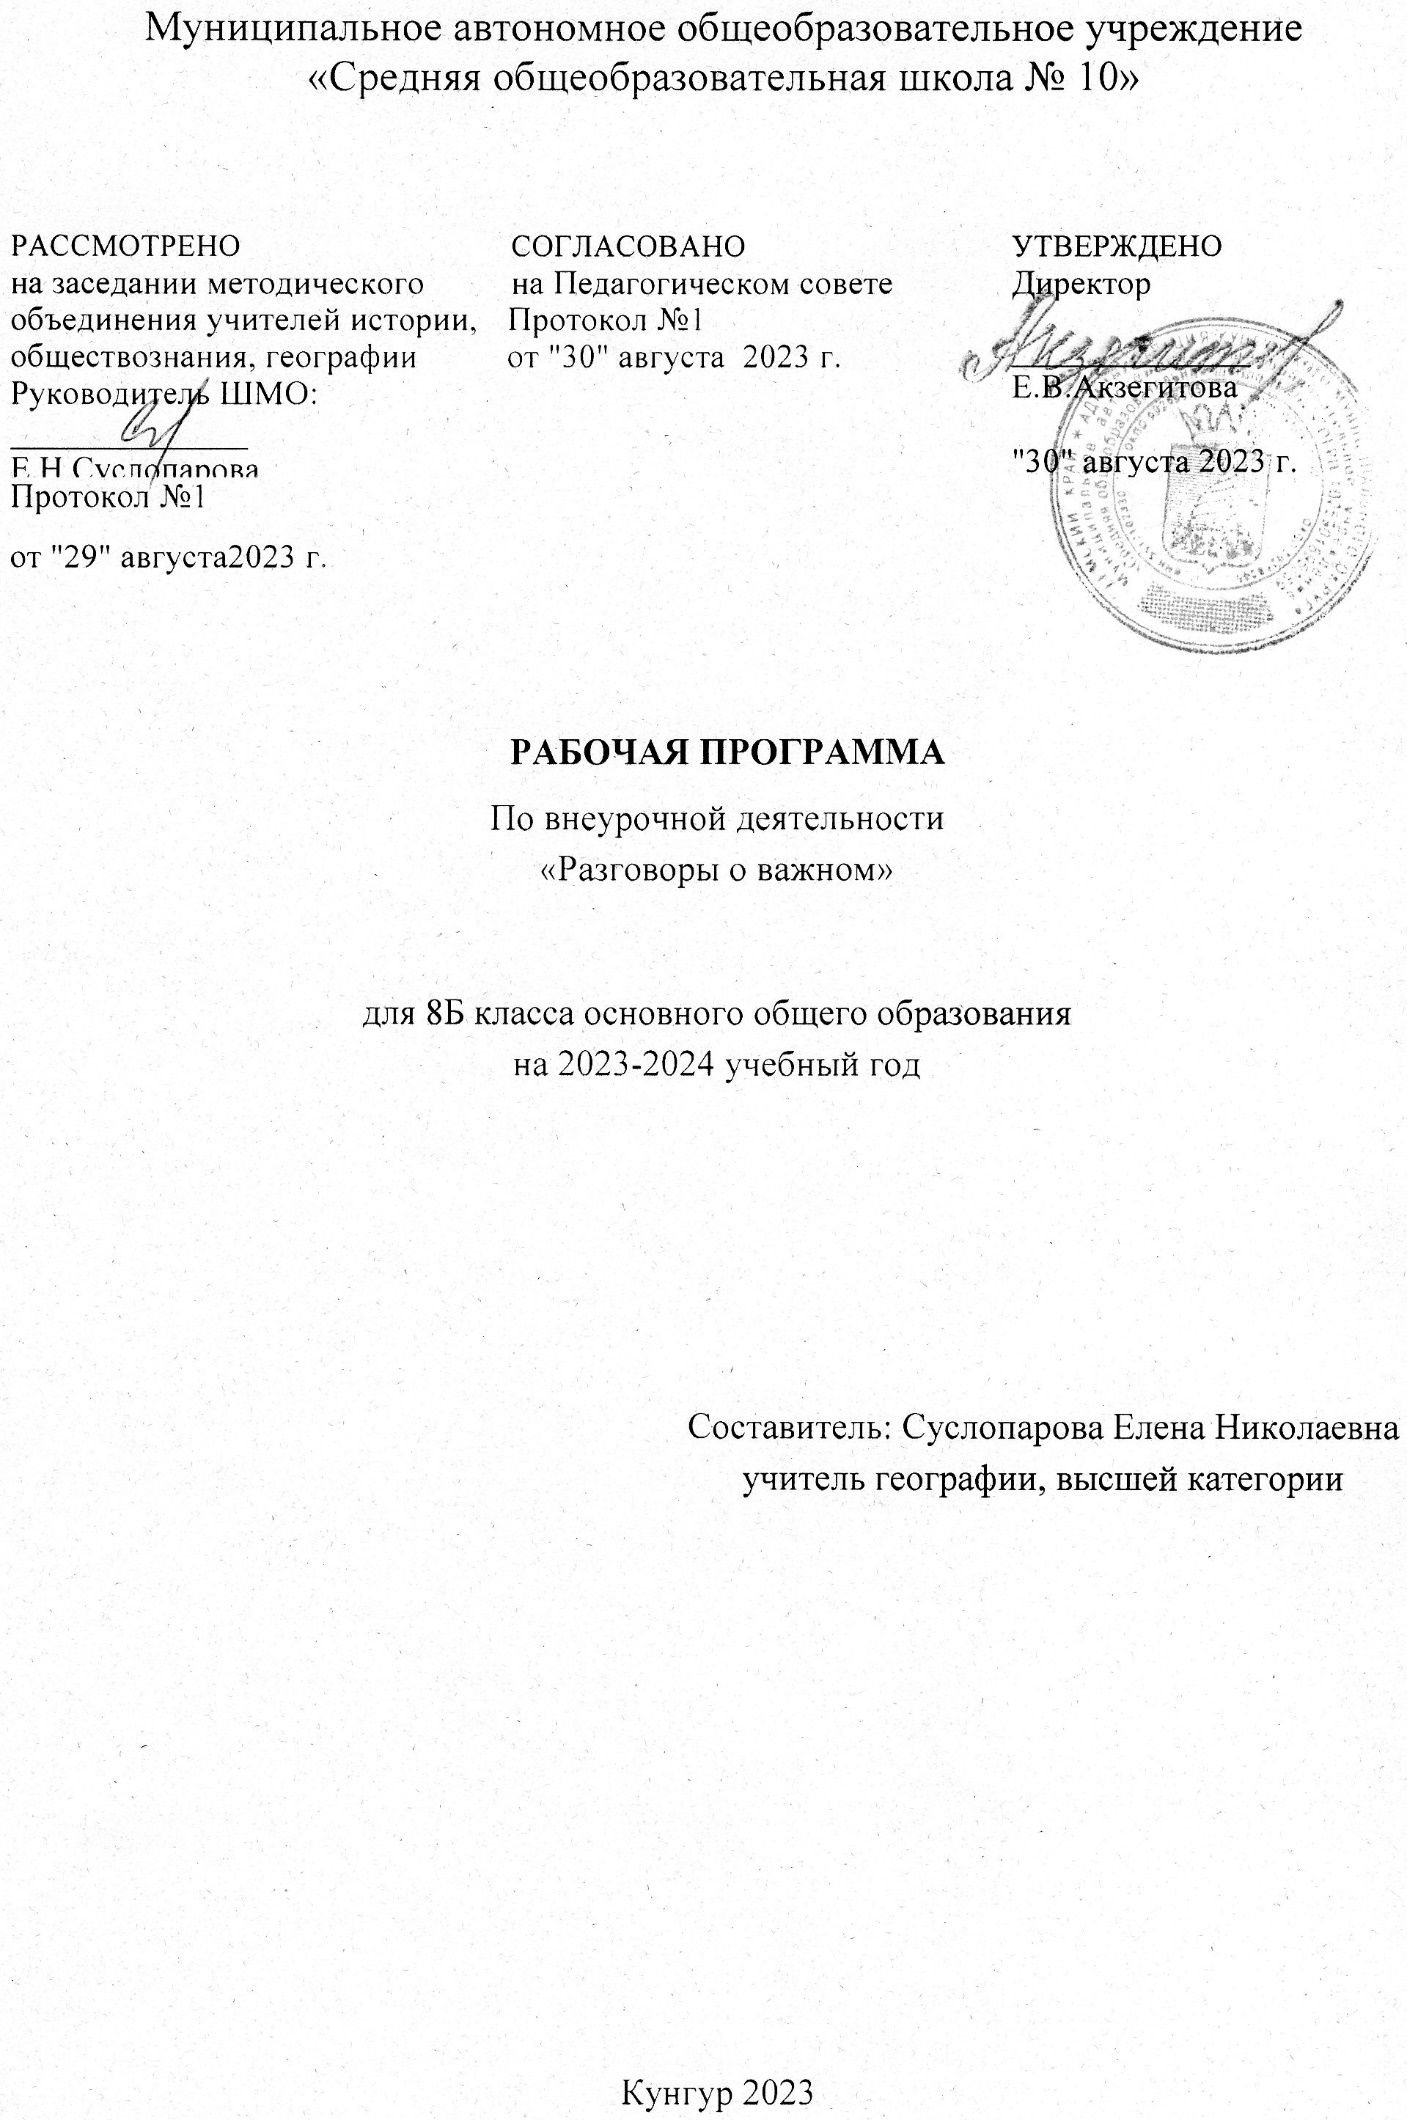 Муниципальное автономное общеобразовательное учреждение
«Средняя общеобразовательная школа № 10»
РАССМОТРЕНО
на заседании методического
объединения учителей истории,
обществознания, географии
Руководитель ШМО:
Е.Н.Суслопарова
Протокол №1
от "29" августа2023 г.
СОГЛАСОВАНО
на Педагогическом совете
Протокол №1
от "30" августа 2023 г.
УТВЕРЖДЕНО
Директор
Е.В.Акзегитова
"30" августа 2023 г.
РАБОЧАЯ ПРОГРАММА
По внеурочной деятельности
«Разговоры о важном»
для 8Б класса основного общего образования
на 2023-2024 учебный год
Составитель: Суслопарова Елена Николаевна
учитель географии, высшей категории
Кунгур 2023